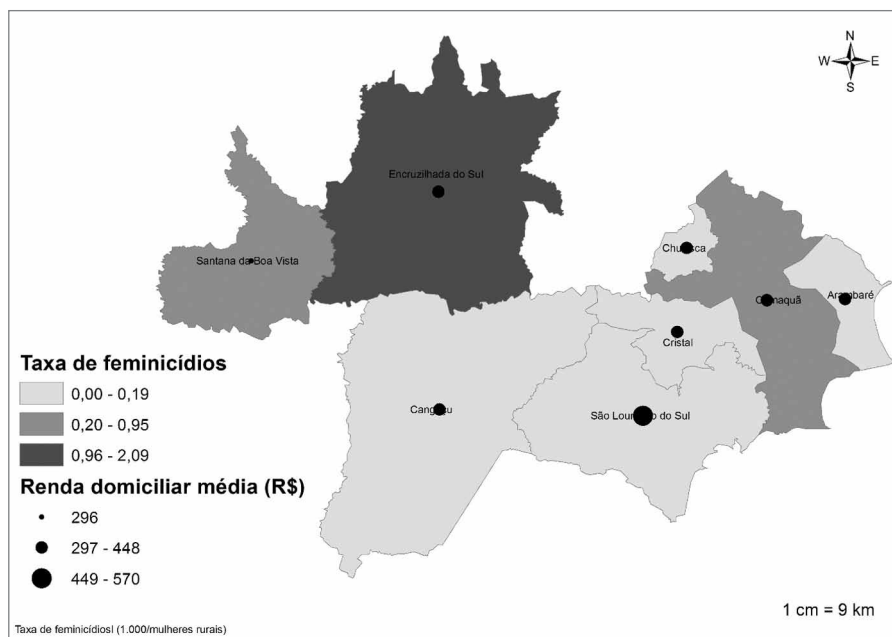 N
W E
S
Encruzilhada do Sul
Santana da Boa Vista
Chuvisca
Camaquã
Arambaré
Cristal
Canguçu
São Lourenço do Sul
Taxa de feminicídios
0,00 - 0,19
0,20 - 0,95
0,96 - 2,09
Renda domiciliar média (R$)
296
297 - 448
449 - 570
1 cm = 9 km
Taxa de feminicídiosl (1.000/mulheres rurais)